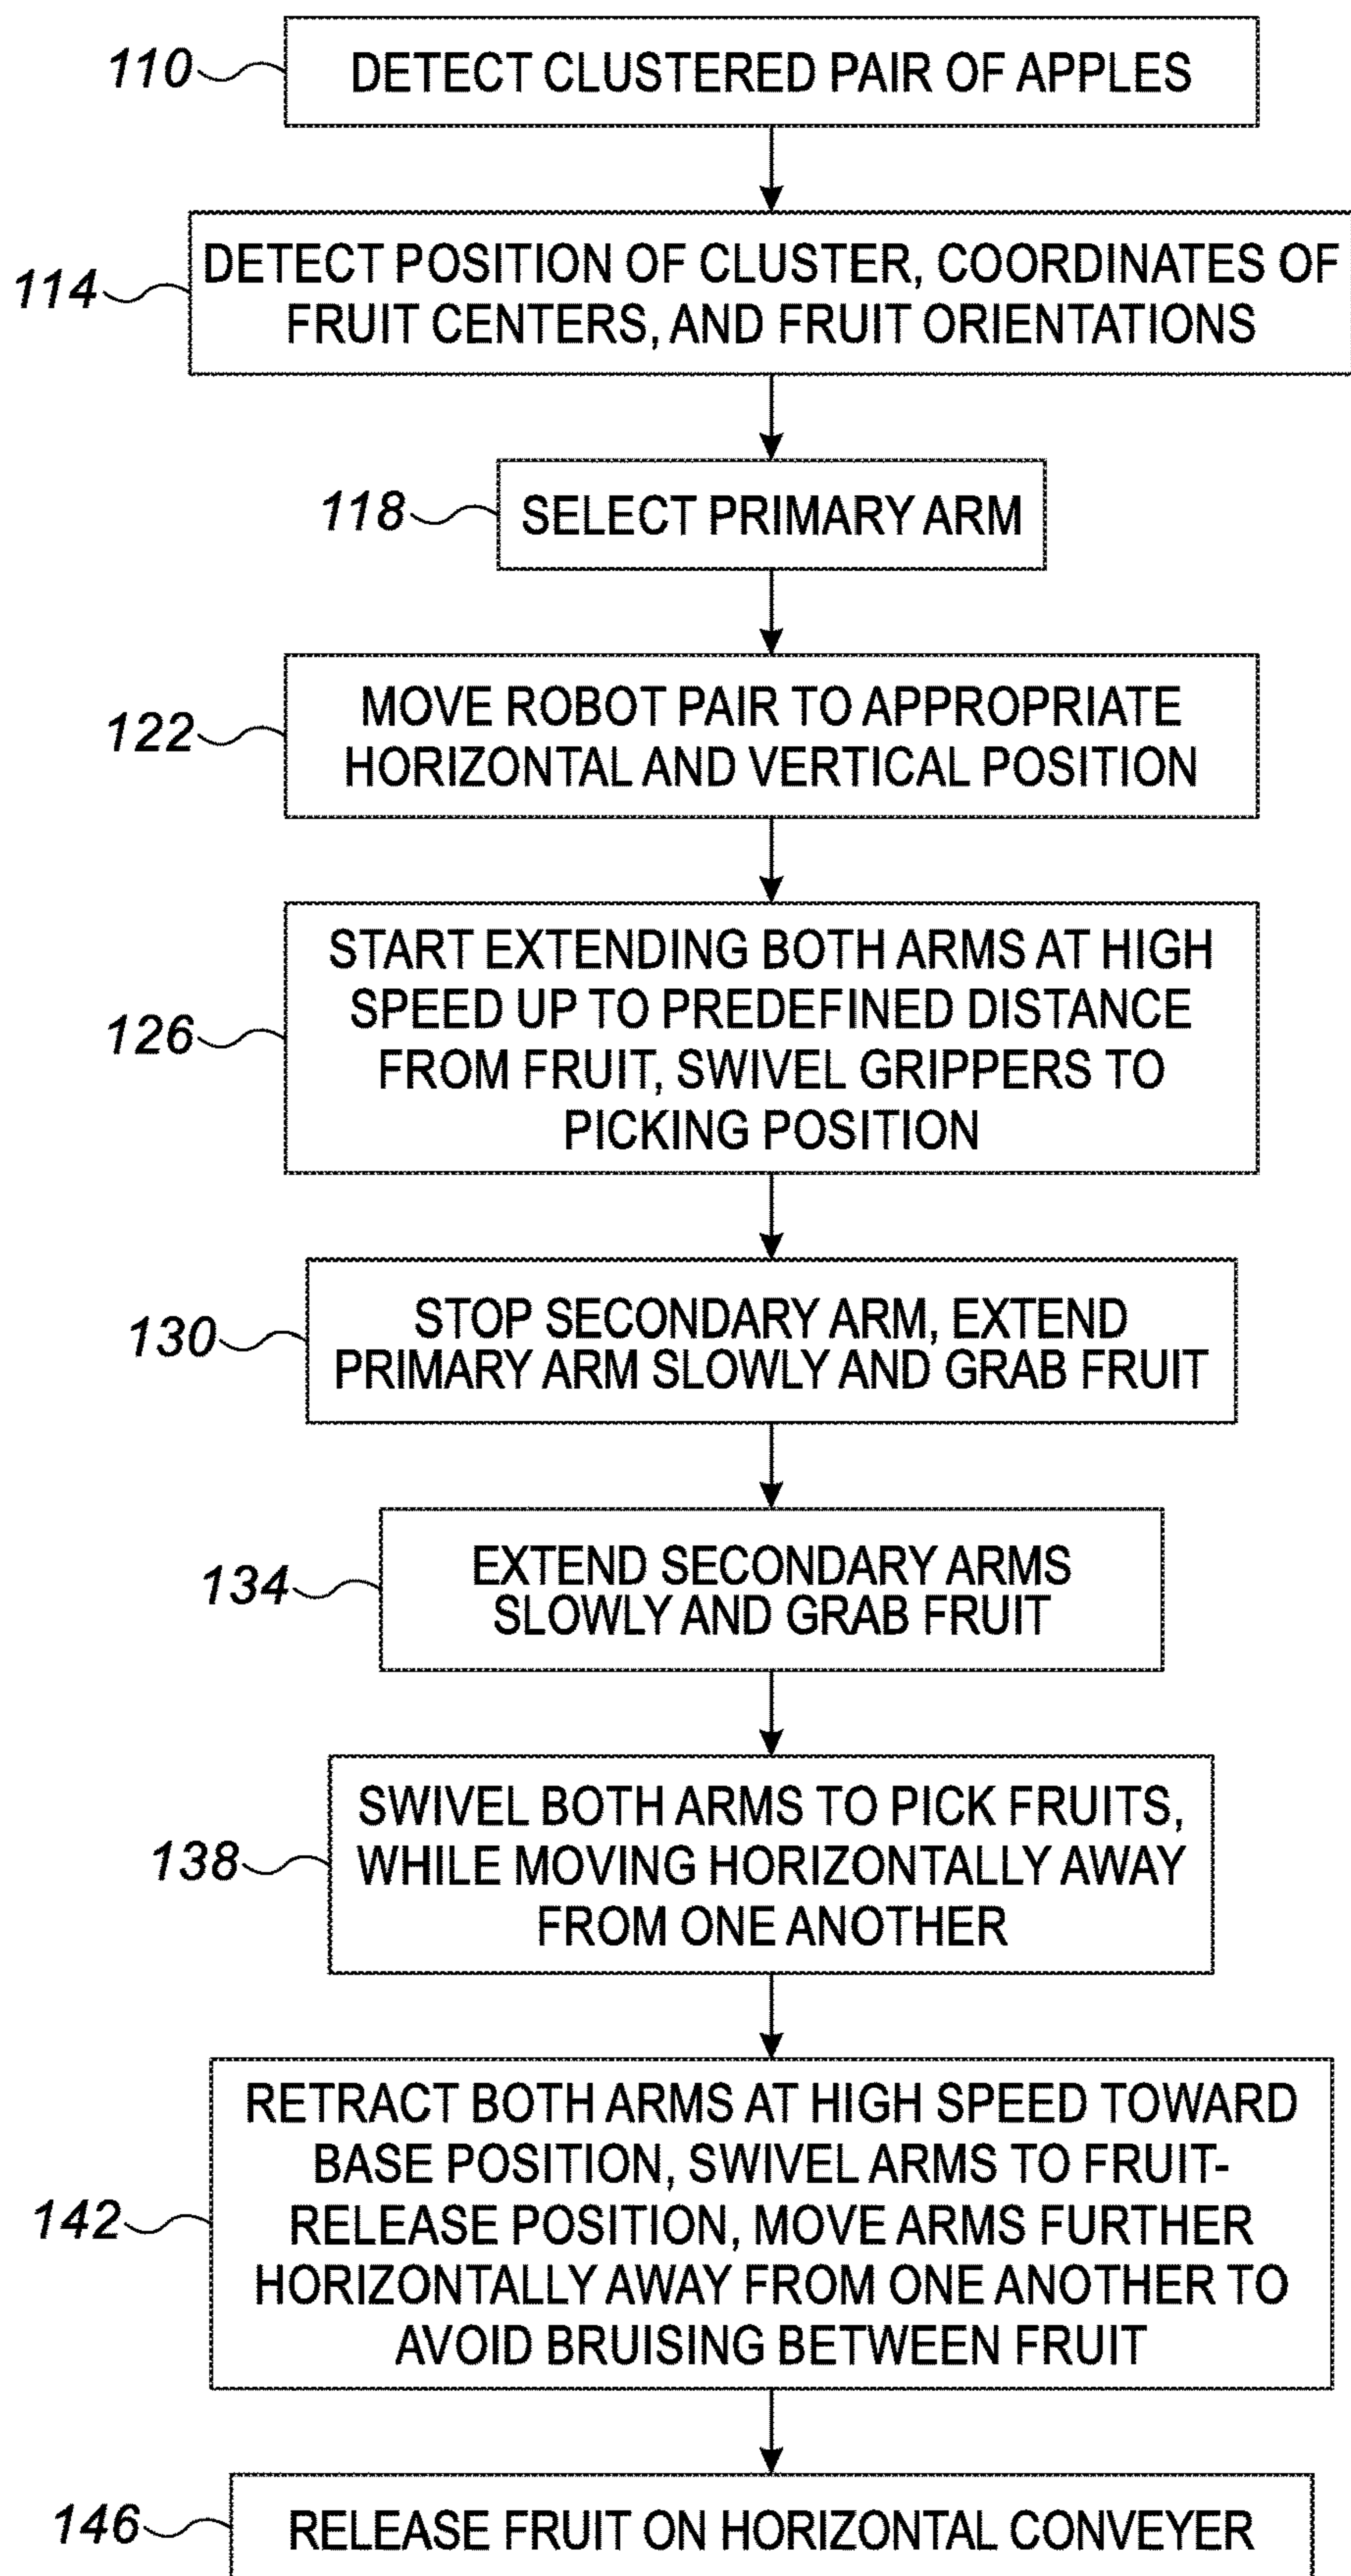 110
DETECT CLUSTERED PAIR OF APPLES
114
DETECT POSITION OF CLUSTER, COORDINATES OF
FRUIT CENTERS, AND FRUIT ORIENTATIONS
118
SELECT PRIMARY ARM
122
MOVE ROBOT PAIR TO APPROPRIATE
HORIZONTAL AND VERTICAL POSITION
126
START EXTENDING BOTH ARMS AT HIGH
SPEED UP TO PREDEFINED DISTANCE
FROM FRUIT, SWIVEL GRIPPERS TO
PICKING POSITION
130
STOP SECONDARY ARM, EXTEND
PRIMARY ARM SLOWLY AND GRAB FRUIT
134
EXTEND SECONDARY ARMS
SLOWLY AND GRAB FRUIT
138
SWIVEL BOTH ARMS TO PICK FRUITS,
WHILE MOVING HORIZONTALLY AWAY
FROM ONE ANOTHER
142
RETRACT BOTH ARMS AT HIGH SPEED TOWARD
BASE POSITION, SWIVEL ARMS TO FRUIT-
RELEASE POSITION, MOVE ARMS FURTHER
HORIZONTALLY AWAY FROM ONE ANOTHER TO
AVOID BRUISING BETWEEN FRUIT
146
RELEASE FRUIT ON HORIZONTAL CONVEYER